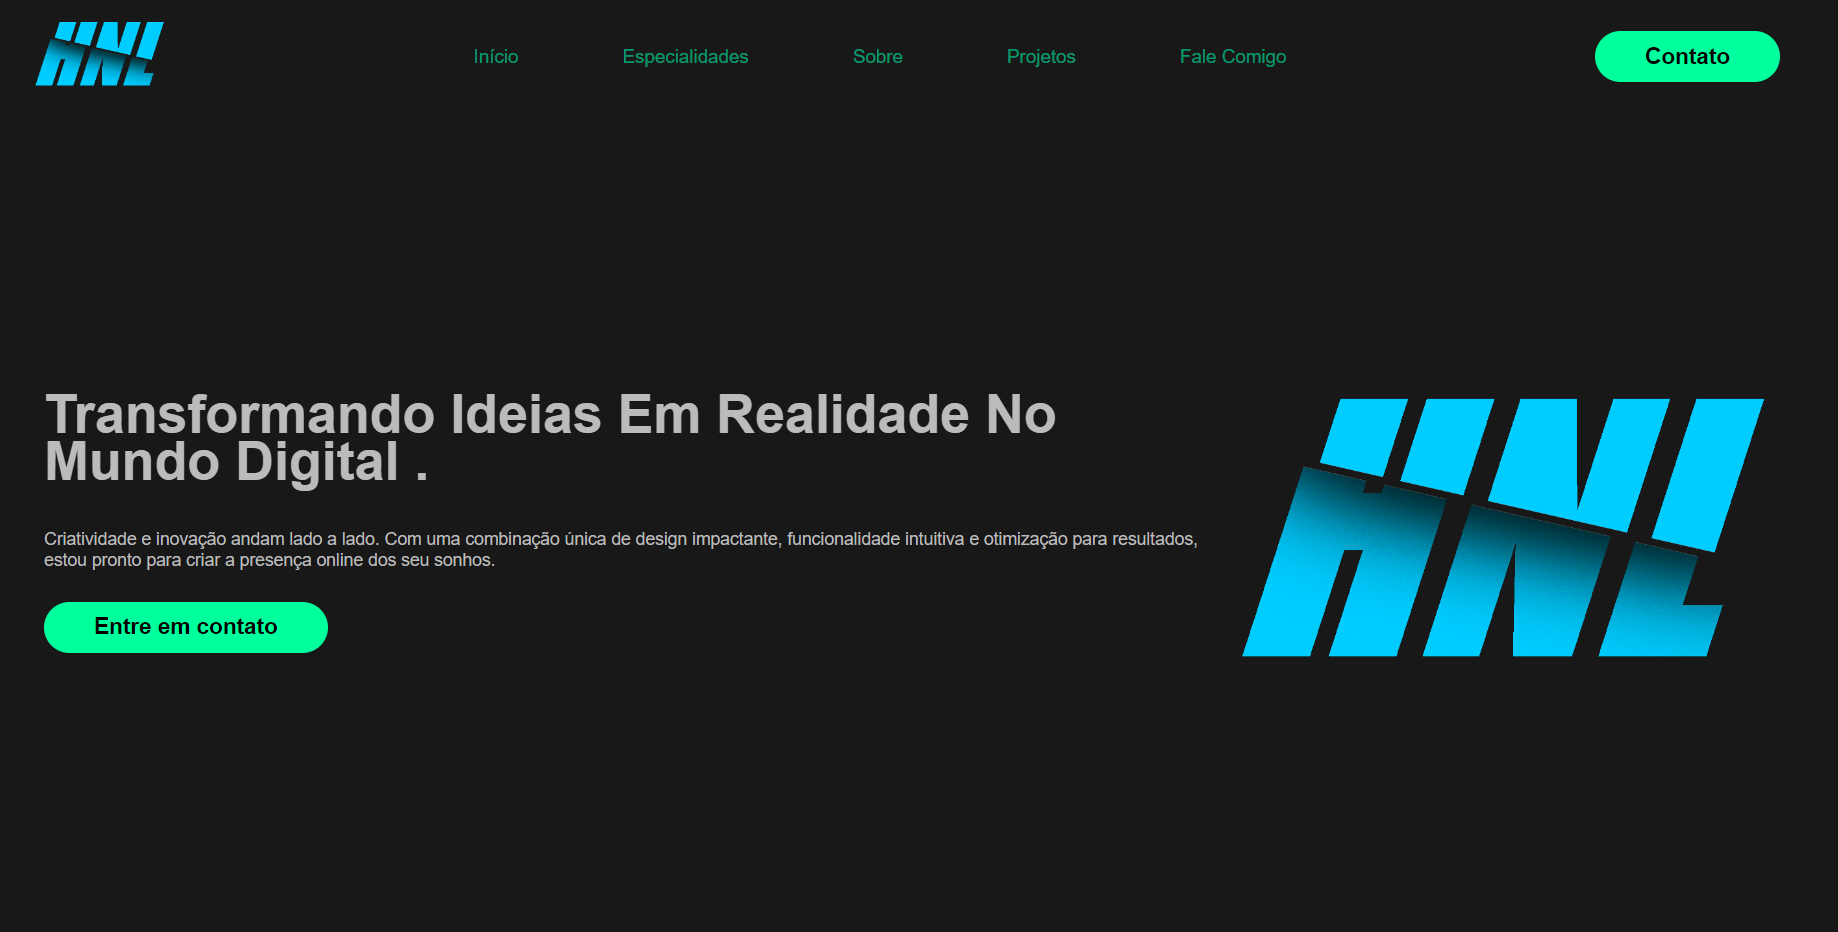 HNL
Início Especialidades Sobre Projetos Fale Comigo Contato
Transformando Ideias Em Realidade No
Mundo Digital .
Criatividade e inovação andam lado a lado. Com uma combinação única de design impactante, funcionalidade intuitiva e otimização para resultados,
estou pronto para criar a presença online dos seu sonhos.
Entre em contato
HNL